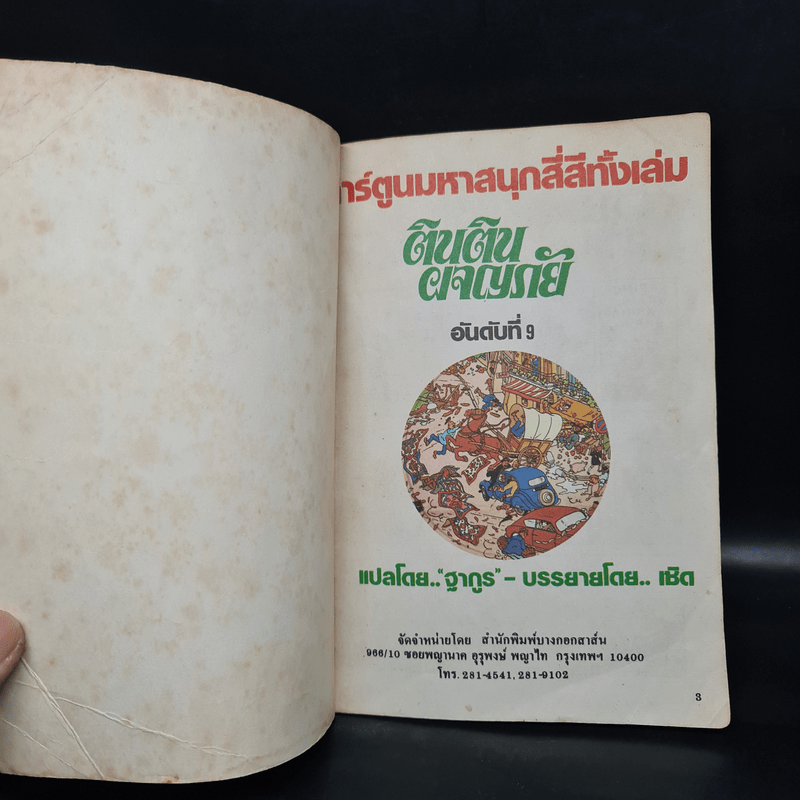 าร์ตูนมหาสนุกสี่สีทั้งเล่ม
ตินติน
ผจญภัย
อันดับที่ 9
แปลโดย.."ฐากูร" – บรรยายโดย.. เชิด
จัดจำหน่ายโดย สำนักพิมพ์บางกอกสาส์น
966/10 ซอยพญานาค อุรุพงษ์ พญาไท กรุงเทพฯ 10400
โทร. 281-4541, 281-9102
3